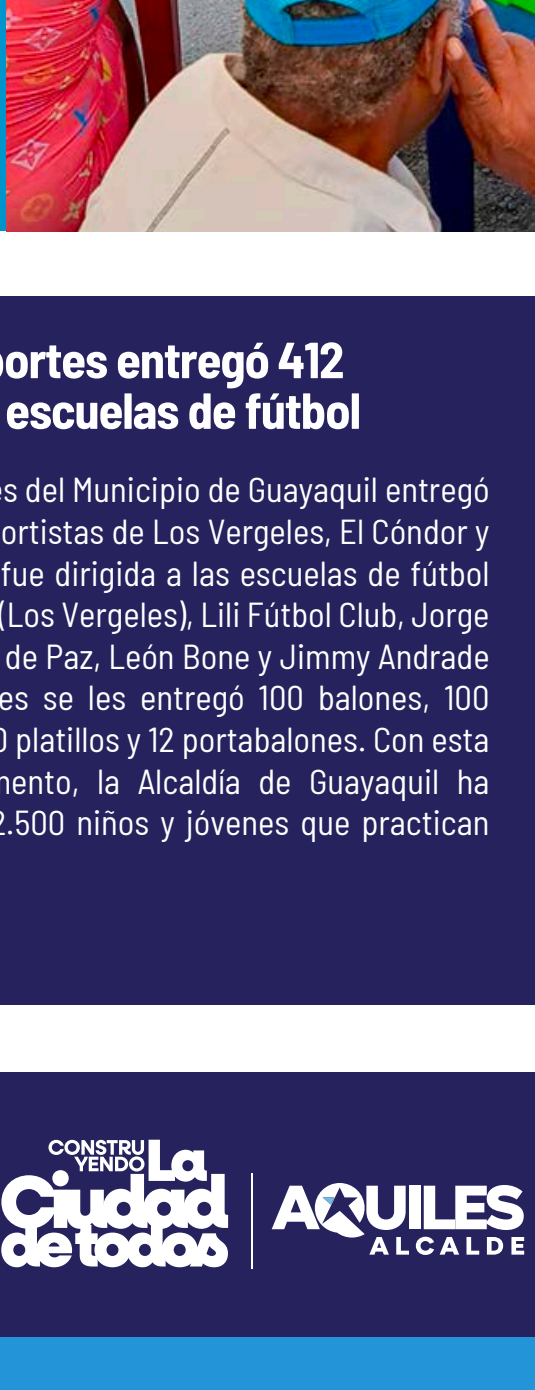 portes entregó 412
escuelas de fútbol
es del Municipio de Guayaquil entregó
ortistas de Los Vergeles, El Cóndor y
fue dirigida a las escuelas de fútbol
(Los Vergeles), Lili Fútbol Club, Jorge
de Paz, León Bone y Jimmy Andrade
es se les entregó 100 balones, 100
0 platillos y 12 portabalones. Con esta
mento, la Alcaldía de Guayaquil ha
2.500 niños y jóvenes que practican
CONSTRU
YENDO La
Ciudad
de todos
AQUILES
ALCALDE